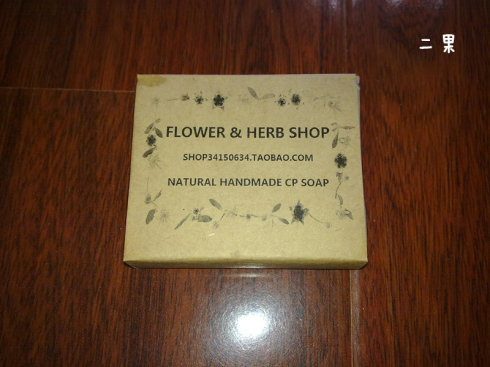 二果
FLOWER & HERB SHOP
SHOP34150634.TAOBAO.COM
NATURAL HANDMADE CP SOAP